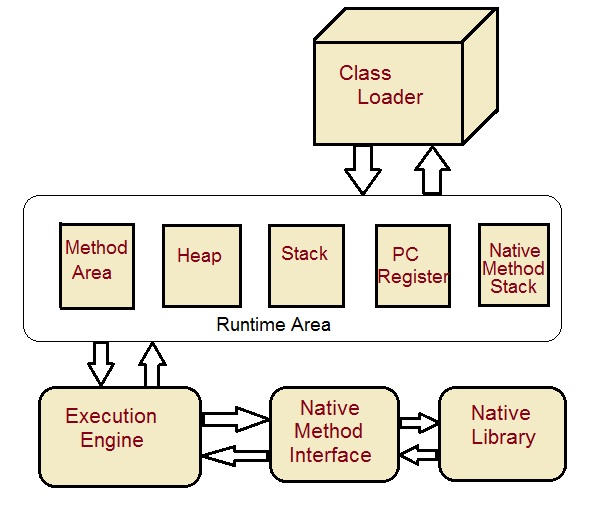 Class
Loader
Method
Area
Heap
Stack
PC
Register
Native
Method
Stack
Runtime Area
Execution
Engine
Native
Method
Interface
Native
Library